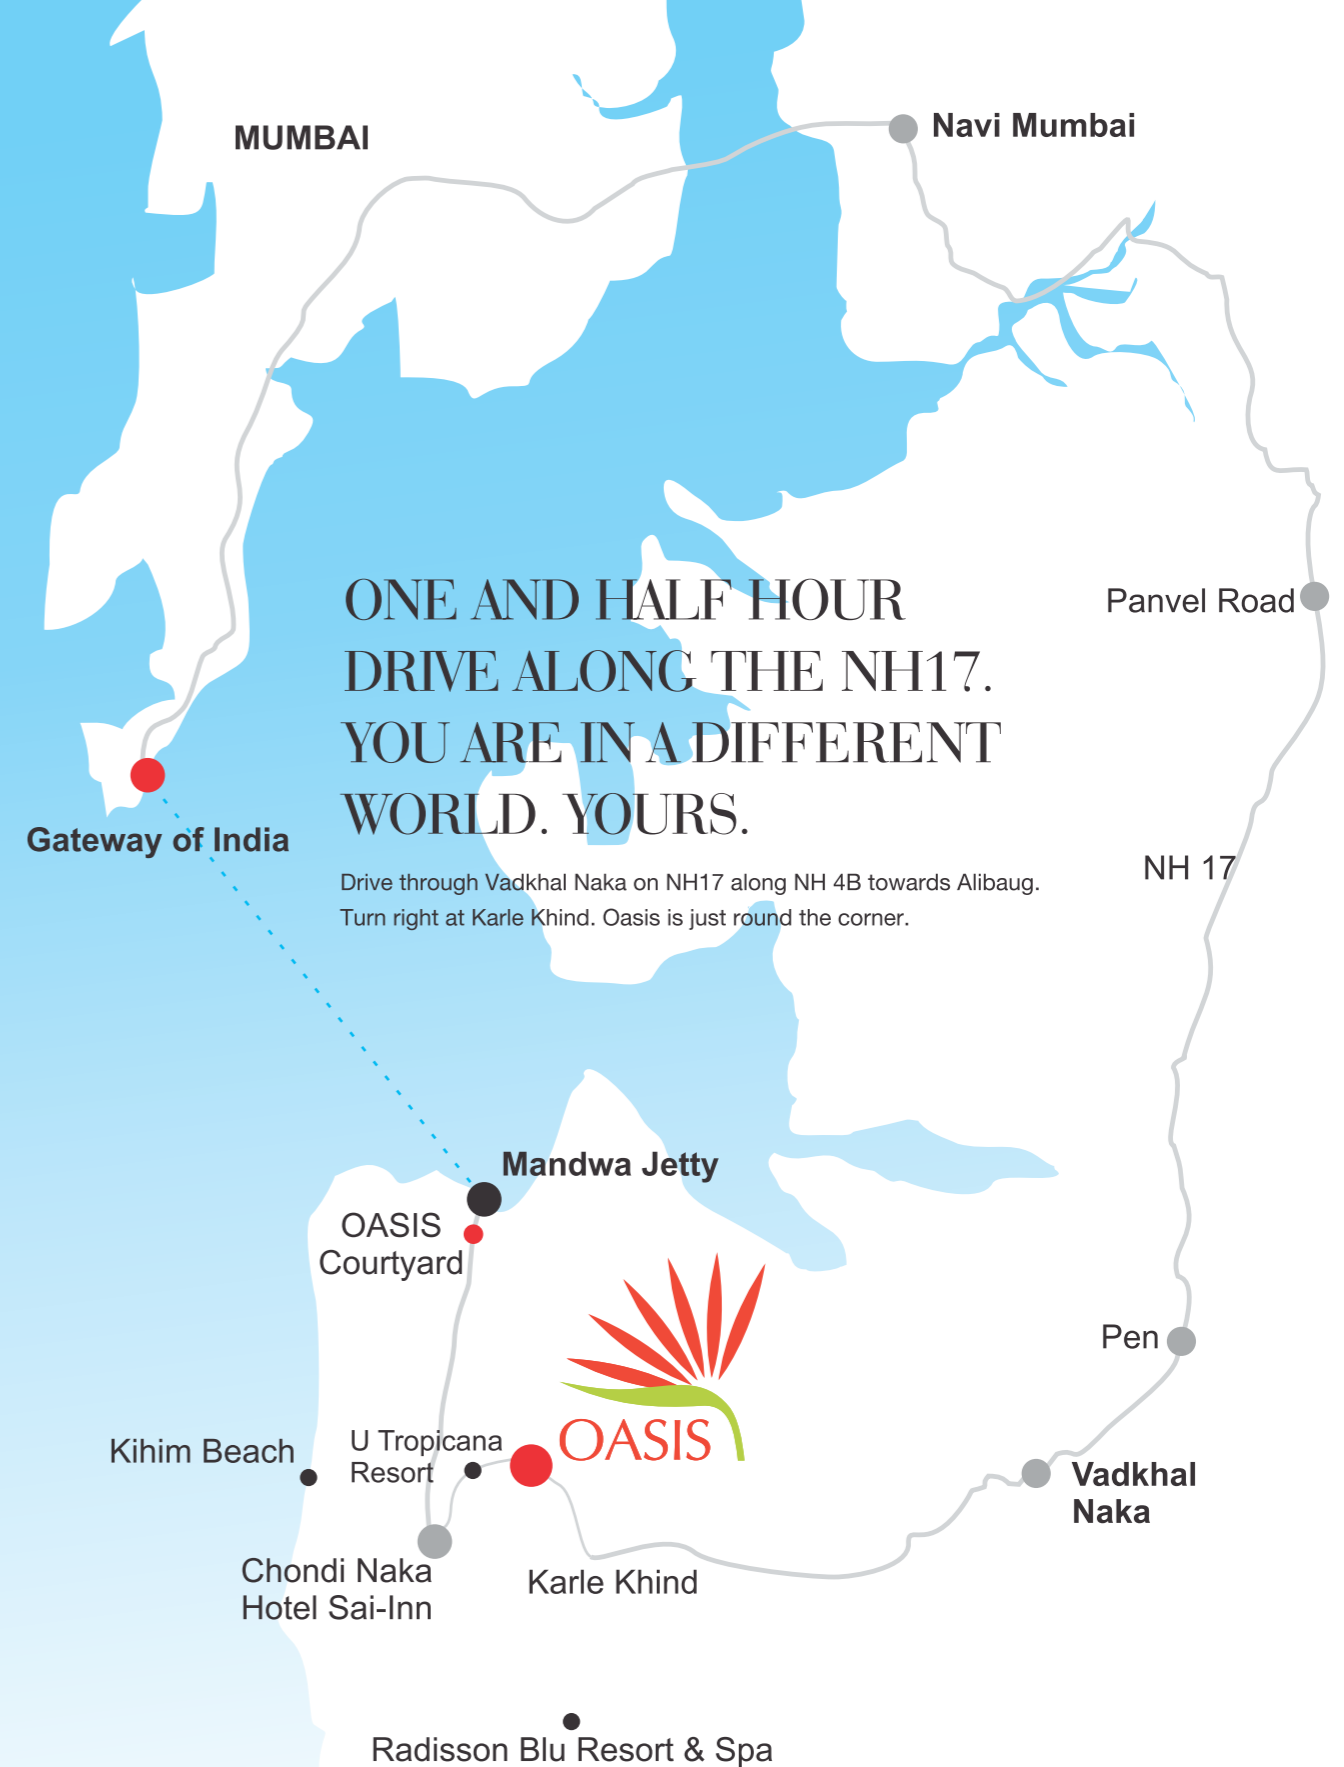 MUMBAI
Navi Mumbai
ONE AND HALF HOUR
DRIVE ALONG THE NH17.
YOU ARE IN A DIFFERENT
WORLD. YOURS.
Drive through Vadkhal Naka on NH17 along NH 4B towards Alibaug.
Turn right at Karle Khind. Oasis is just round the corner.
Panvel Road
Gateway of India
NH 17
Mandwa Jetty
OASIS
Courtyard
Pen
OASIS
U Tropicana
Resort
Kihim Beach
Vadkhal
Naka
Chondi Naka
Hotel Sai-Inn
Karle Khind
Radisson Blu Resort & Spa